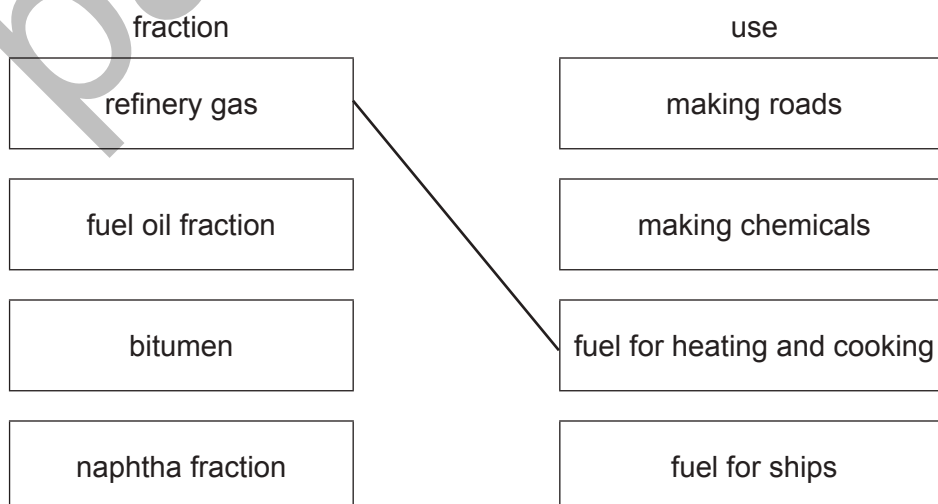 fraction use
refinery gas making roads
fuel oil fraction making chemicals
bitumen fuel for heating and cooking
naphtha fraction fuel for ships